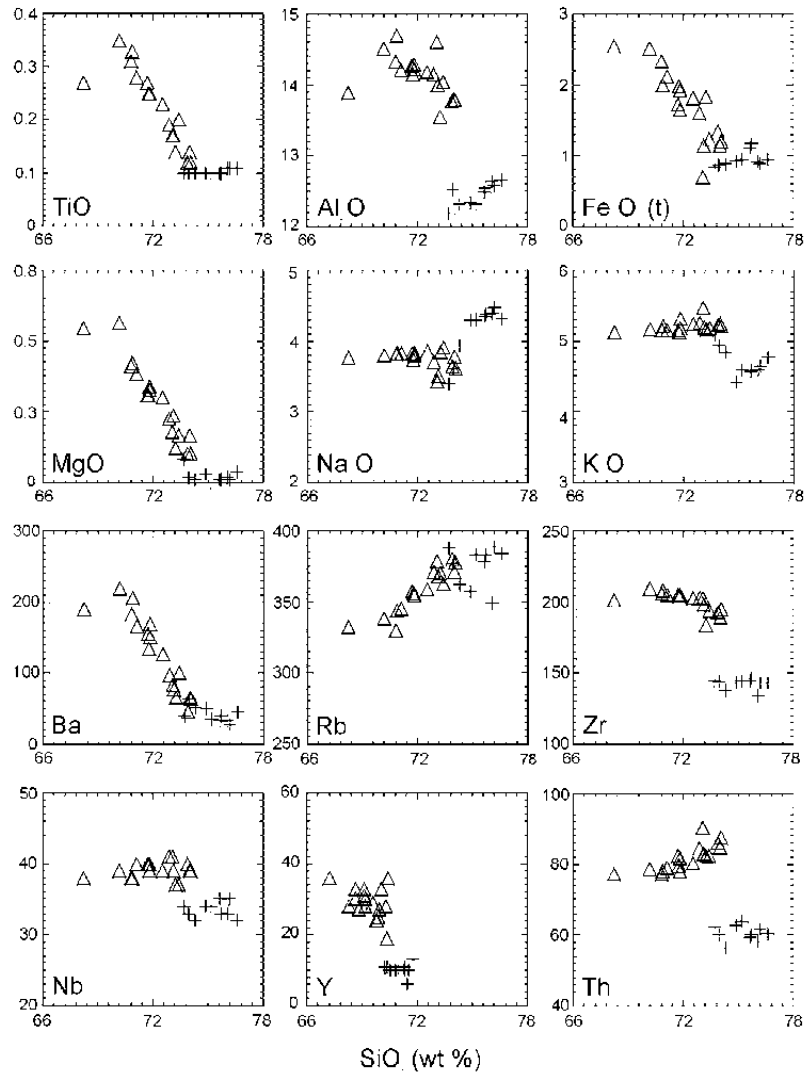 0.4 15 3
0.3 14 2
0.2
0.1 13 1
TiO Al O Fe O (t)
0 12 0
66 72 78 66 72 78 66 72 78
0.8 5 6
0.5 4 5
0.3 3
MgO Na O K O
0 2 4
66 72 78 66 72 78 66 72 78
300 400 250
200 350 200
100 300 150
Ba Rb Zr
0 250 100
66 72 78 66 72 78 66 72 78
50 60 100
40 40 80
30 20 60
Nb Y Th
20 0 40
66 72 78 66 72 78 66 72 78
SiO (wt %)